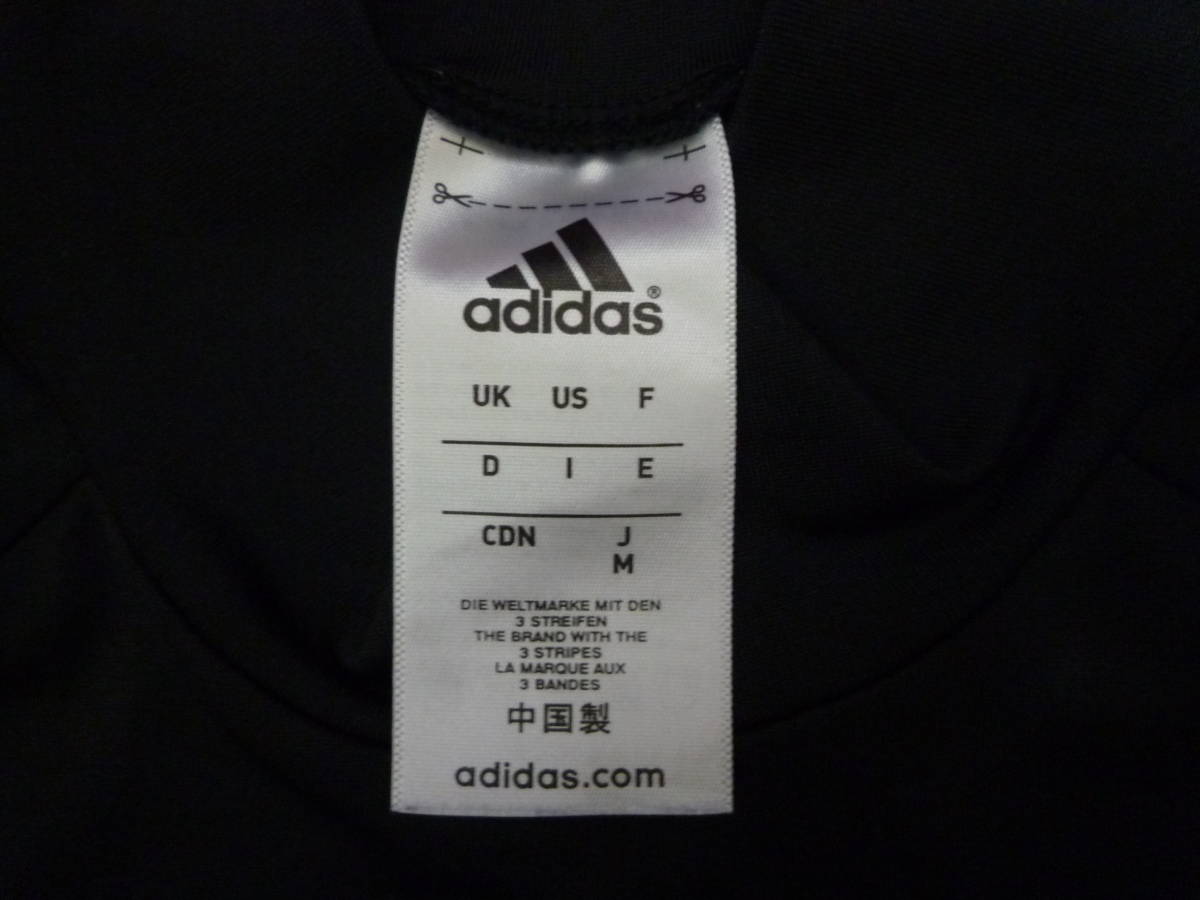 adidas®
UK US F
D I E
CDN J
M
DIE WELTMARKE MIT DEN
3 STREIFEN
THE BRAND WITH THE
3 STRIPES
LA MARQUE AUX
3 BANDES
中国製
adidas.com